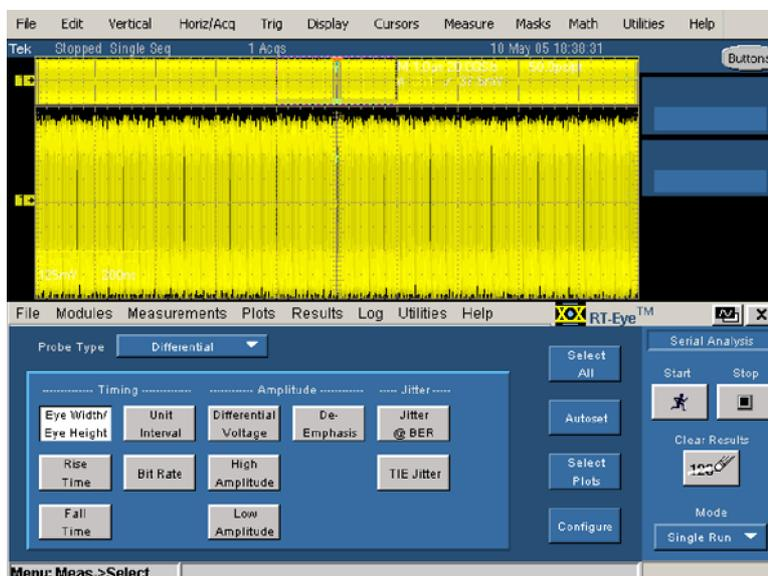 File Edit Vertical Horiz/Acq Trig Display Cursors Measure Masks Math Utilities Help
Tek Stopped Single Seq 1 Acqs 10 May 05 18:38:31
Buttons
125mV 200ns
File Modules Measurements Plots Results Log Utilities Help RT-Eye™ X
Probe Type Differential
Serial Analysis
Select All
Start Stop
Timing Amplitude Jitter
Eye Width/ Eye Height
Unit Interval
Differential Voltage
De-Emphasis
Jitter @ BER
Autoset
Clear Results
Rise Time
Bit Rate
High Amplitude
TIE Jitter
Select Plots
Fall Time
Low Amplitude
Configure
Mode
Single Run
Menu: Meas.>Select